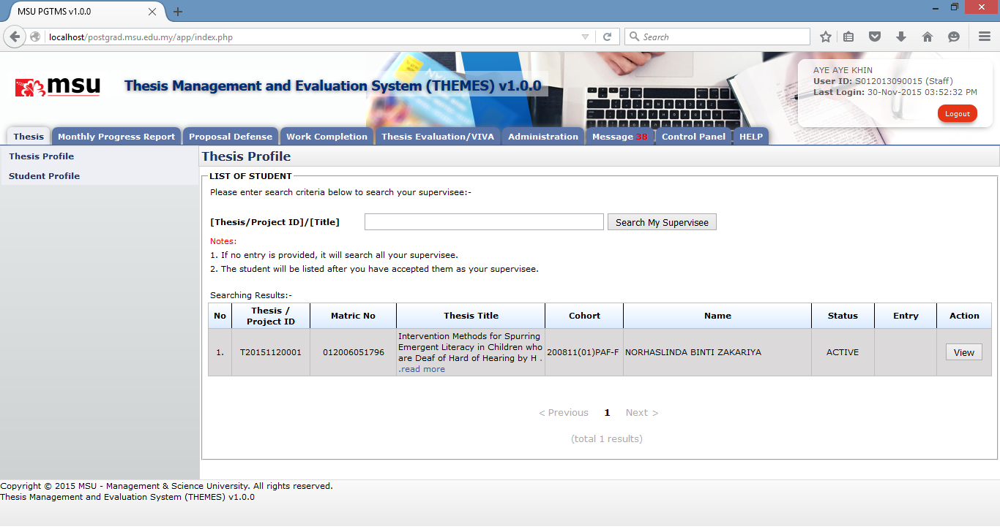 MSU PGTMS v1.0.0
localhost/postgrad.msu.edu.my/app/index.php
Search
msu
Thesis Management and Evaluation System (THEMES) v1.0.0
AYE AYE KHIN
User ID: S012013090015 (Staff)
Last Login: 30-Nov-2015 03:52:32 PM
Logout
Thesis Monthly Progress Report Proposal Defense Work Completion Thesis Evaluation/VIVA Administration Message 38 Control Panel HELP
Thesis Profile
Student Profile
Thesis Profile
LIST OF STUDENT
Please enter search criteria below to search your supervisee:-
[Thesis/Project ID]/[Title] Search My Supervisee
Notes:
1. If no entry is provided, it will search all your supervisee.
2. The student will be listed after you have accepted them as your supervisee.
Searching Results:-
No Thesis / Project ID Matric No Thesis Title Cohort Name Status Entry Action
1. T20151120001 012006051796 Intervention Methods for Spurring
Emergent Literacy in Children who
are Deaf of Hard of Hearing by H .
.read more
200811(01)PAF-F NORHASLINDA BINTI ZAKARIYA ACTIVE View
< Previous 1 Next >
(total 1 results)
Copyright © 2015 MSU - Management & Science University. All rights reserved.
Thesis Management and Evaluation System (THEMES) v1.0.0